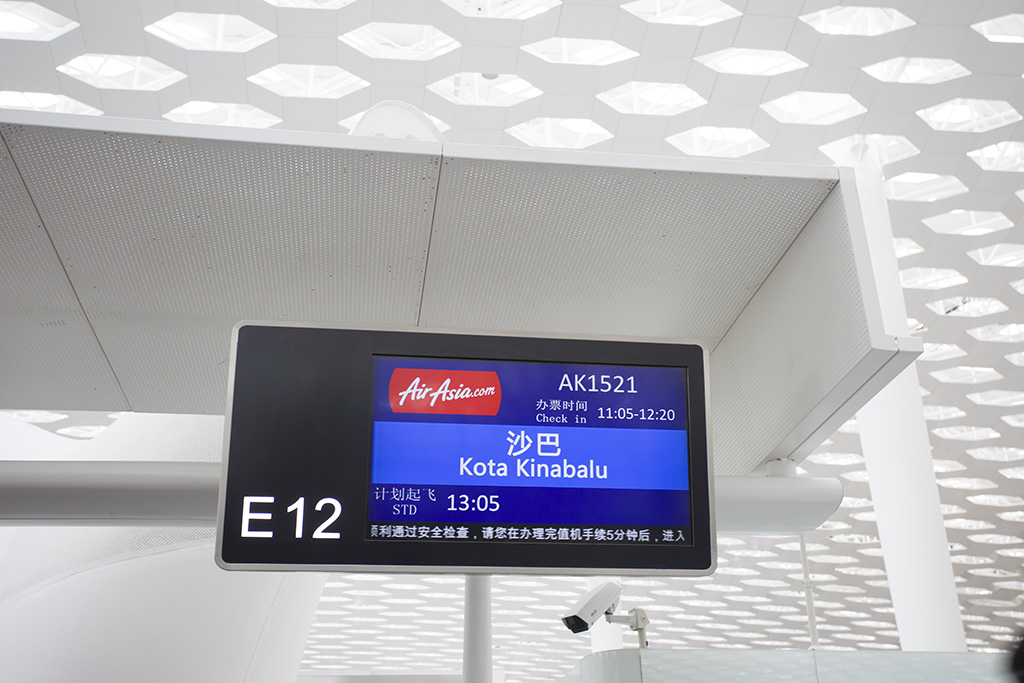 AirAsia.com
AK1521
办票时间 11:05-12:20
Check in
沙巴
Kota Kinabalu
计划起飞 13:05
STD
E 12
顺利通过安全检查，请您在办理完值机手续5分钟后，进入